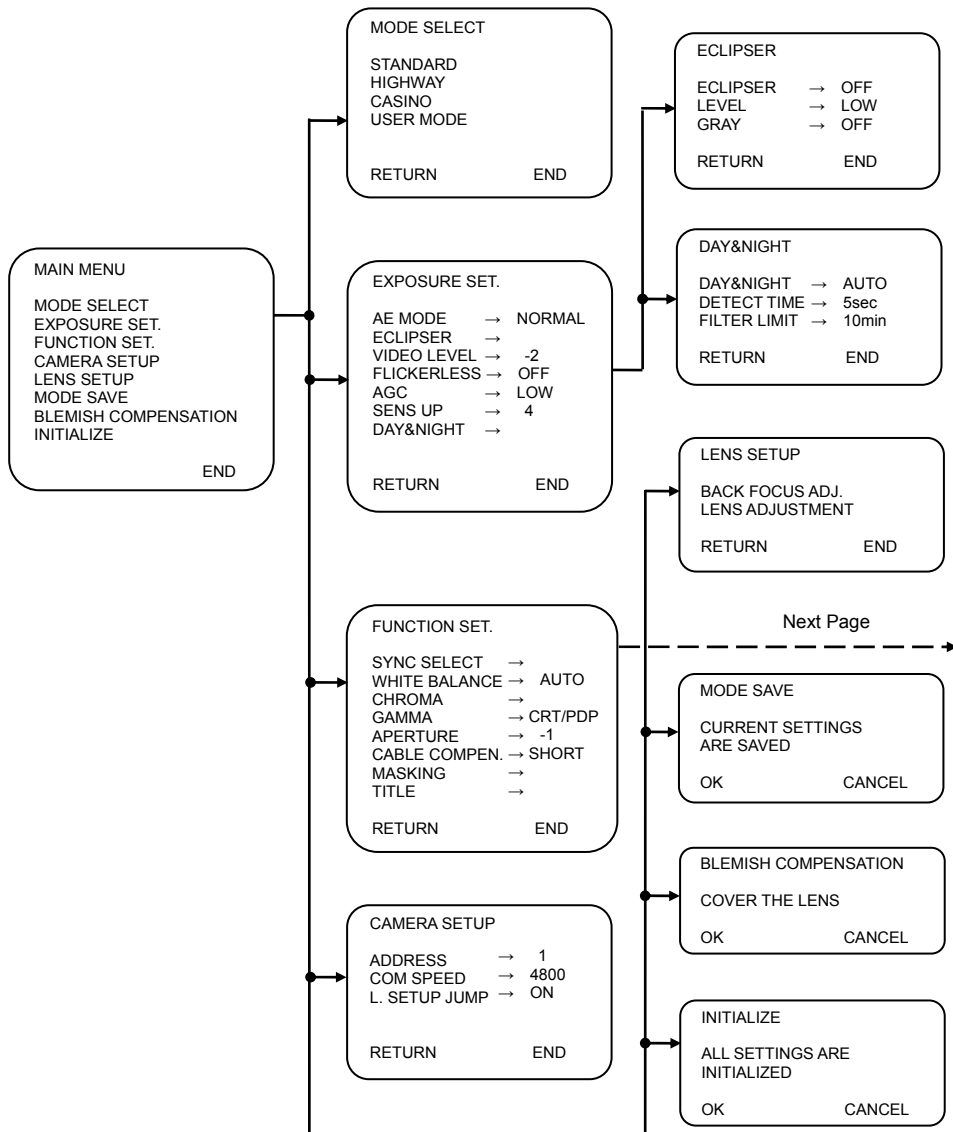 MAIN MENU
MODE SELECT
EXPOSURE SET.
FUNCTION SET.
CAMERA SETUP
LENS SETUP
MODE SAVE
BLEMISH COMPENSATION
INITIALIZE
END
MODE SELECT
STANDARD
HIGHWAY
CASINO
USER MODE
RETURN END
EXPOSURE SET.
AE MODE → NORMAL
ECLIPSER →
VIDEO LEVEL → -2
FLICKERLESS → OFF
AGC → LOW
SENS UP → 4
DAY&NIGHT →
RETURN END
FUNCTION SET.
SYNC SELECT →
WHITE BALANCE → AUTO
CHROMA →
GAMMA → CRT/PDP
APERTURE → -1
CABLE COMPEN. → SHORT
MASKING →
TITLE →
RETURN END
CAMERA SETUP
ADDRESS → 1
COM SPEED → 4800
L. SETUP JUMP → ON
RETURN END
ECLIPSER
ECLIPSER → OFF
LEVEL → LOW
GRAY → OFF
RETURN END
DAY&NIGHT
DAY&NIGHT → AUTO
DETECT TIME → 5sec
FILTER LIMIT → 10min
RETURN END
LENS SETUP
BACK FOCUS ADJ.
LENS ADJUSTMENT
RETURN END
Next Page
MODE SAVE
CURRENT SETTINGS
ARE SAVED
OK CANCEL
BLEMISH COMPENSATION
COVER THE LENS
OK CANCEL
INITIALIZE
ALL SETTINGS ARE
INITIALIZED
OK CANCEL